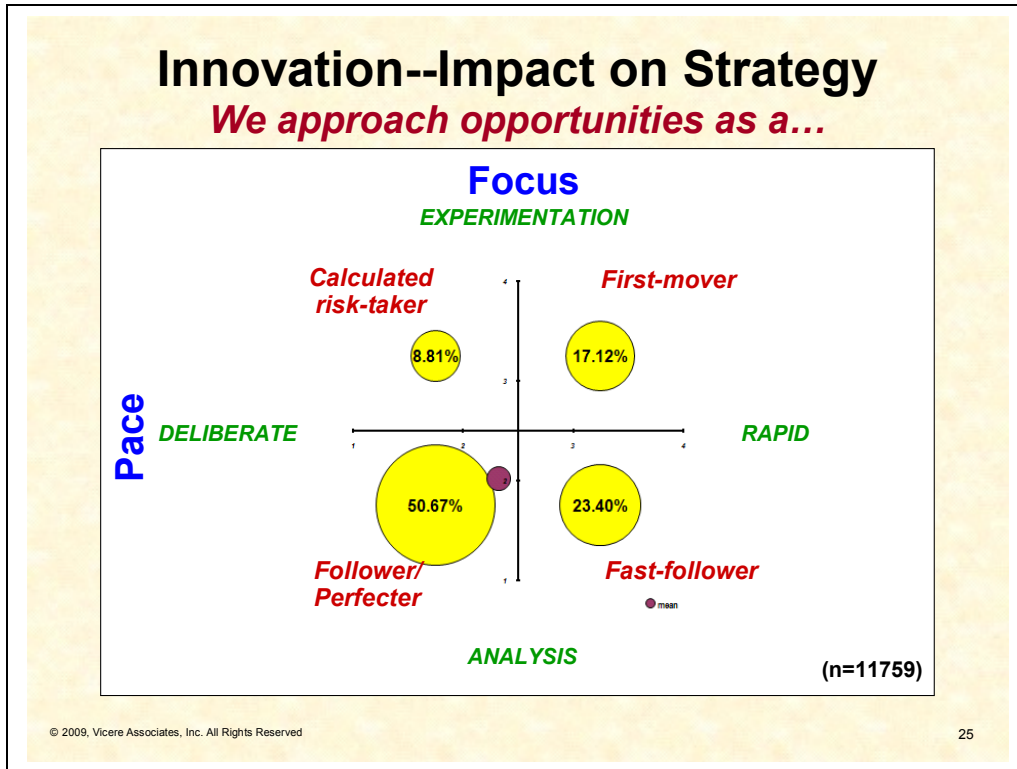 Innovation--Impact on Strategy
We approach opportunities as a…
Focus
EXPERIMENTATION
Calculated
risk-taker
First-mover
4
8.81%
17.12%
3
Pace
DELIBERATE
RAPID
1
2
3
4
2
50.67%
23.40%
Follower/
Perfecter
1
Fast-follower
mean
ANALYSIS
(n=11759)
© 2009, Vicere Associates, Inc. All Rights Reserved
25